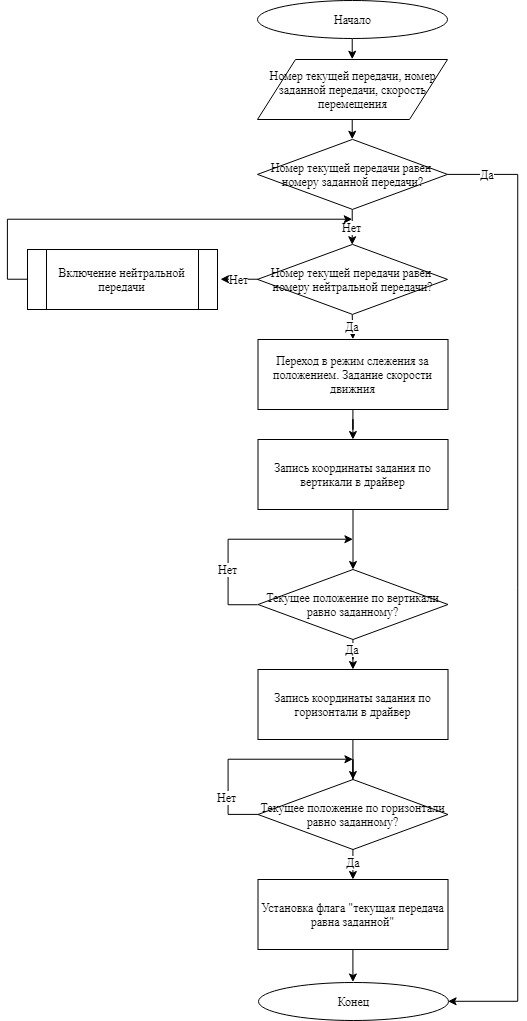 Начало
Номер текущей передачи, номер
заданной передачи, скорость
перемещения
Номер текущей передачи равен
номеру заданной передачи?
Да
Нет
Номер текущей передачи равен
номеру нейтральной передачи?
Нет
Включение нейтральной
передачи
Да
Переход в режим слежения за
положением. Задание скорости
движния
Запись координаты задания по
вертикали в драйвер
Нет
Текущее положение по вертикали
равно заданному?
Да
Запись координаты задания по
горизонтали в драйвер
Нет
Текущее положение по горизонтали
равно заданному?
Да
Установка флага "текущая передача
равна заданной"
Конец